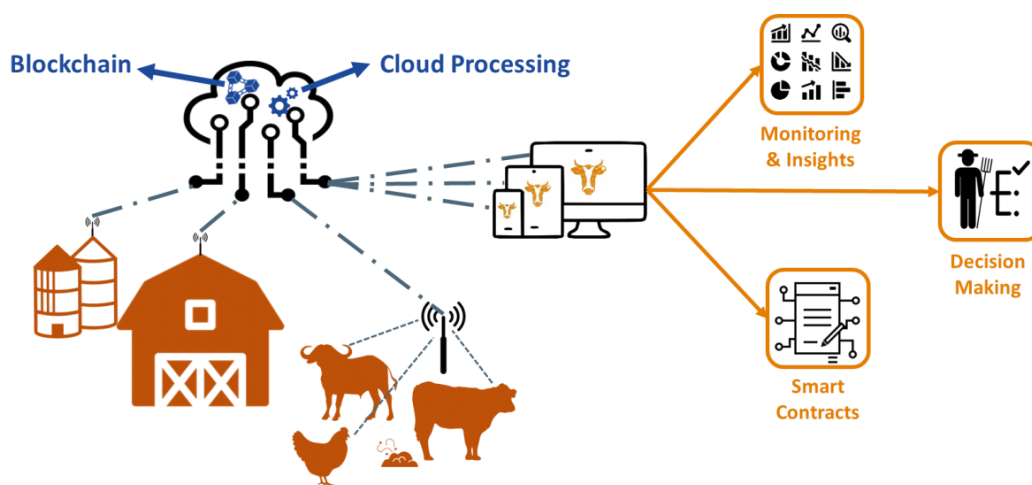 Blockchain
Cloud Processing
Monitoring
& Insights
Decision
Making
Smart
Contracts